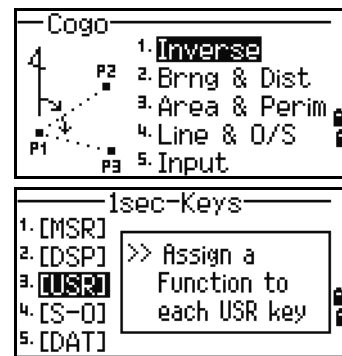 Cogo
1. Inverse
2. Brng & Dist
3. Area & Perim
4. Line & O/S
5. Input
P2
P1
P3
1sec-Keys
1. [MSR]
2. [DSP]
3. [USR]
4. [S-O]
5. [DAT]
>> Assign a
Function to
each USR key